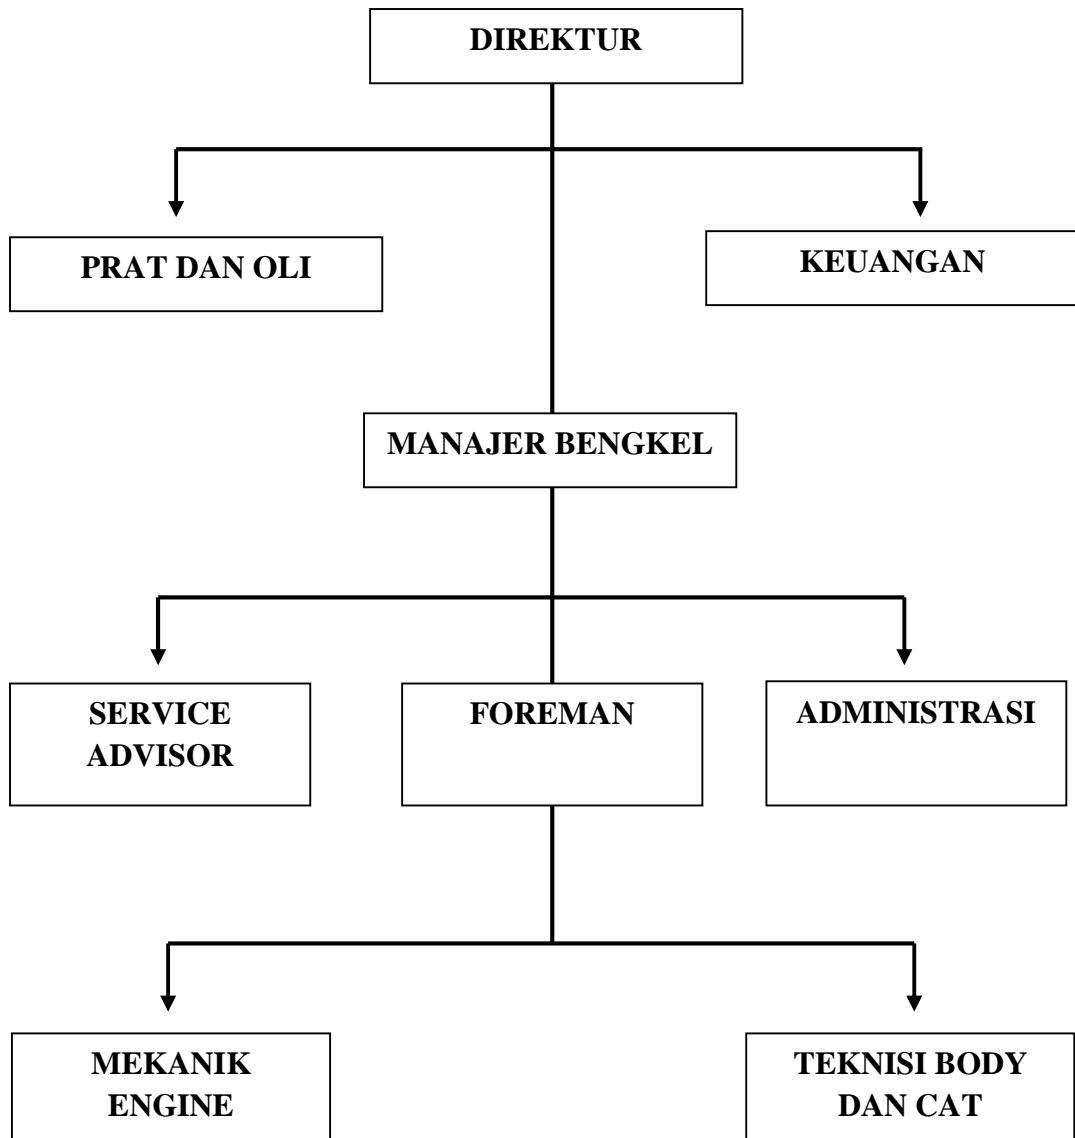 DIREKTUR
PRAT DAN OLI
KEUANGAN
MANAJER BENGKEL
SERVICE
ADVISOR
FOREMAN
ADMINISTRASI
MEKANIK
ENGINE
TEKNISI BODY
DAN CAT